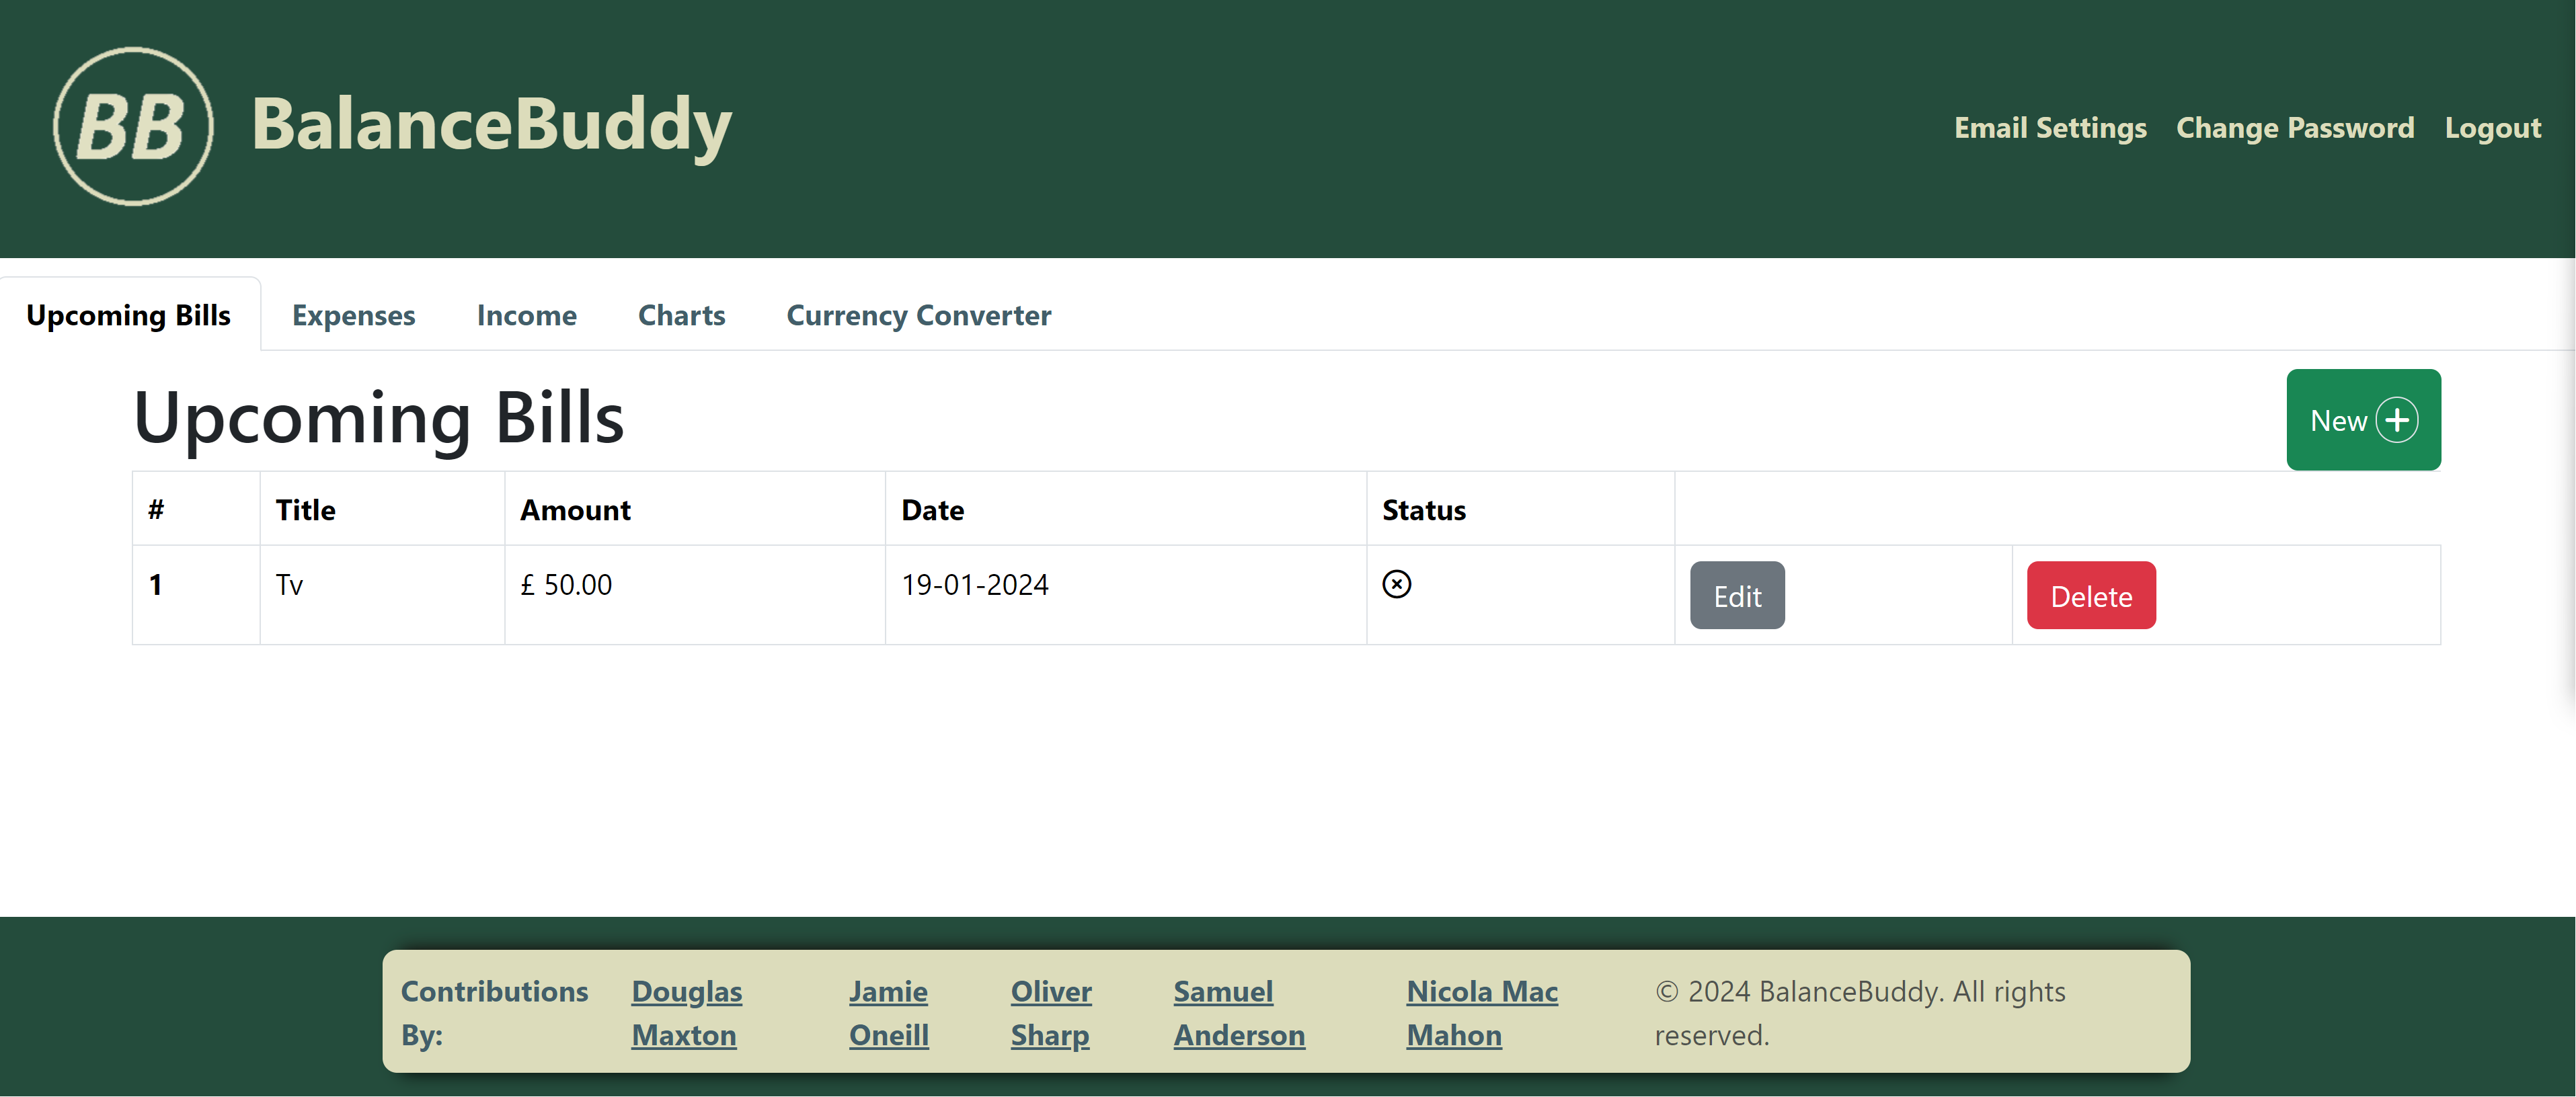 BB BalanceBuddy
Email Settings Change Password Logout
Upcoming Bills Expenses Income Charts Currency Converter
Upcoming Bills
New
# Title Amount Date Status
1 Tv £ 50.00 19-01-2024 Edit Delete
Contributions By:
Douglas Maxton
Jamie Oneill
Oliver Sharp
Samuel Anderson
Nicola Mac Mahon
© 2024 BalanceBuddy. All rights
reserved.